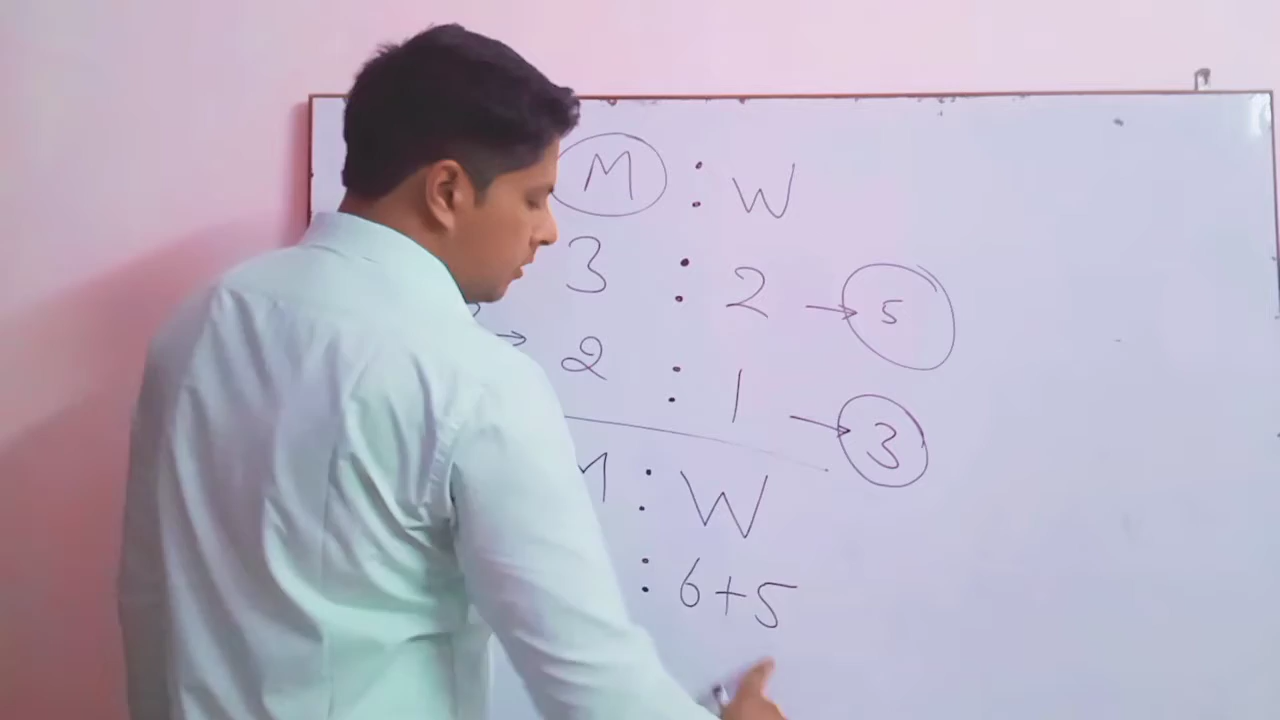 M : W
3 : 2 → 5
→ 2 : 1 → 3
M : W
: 6+5